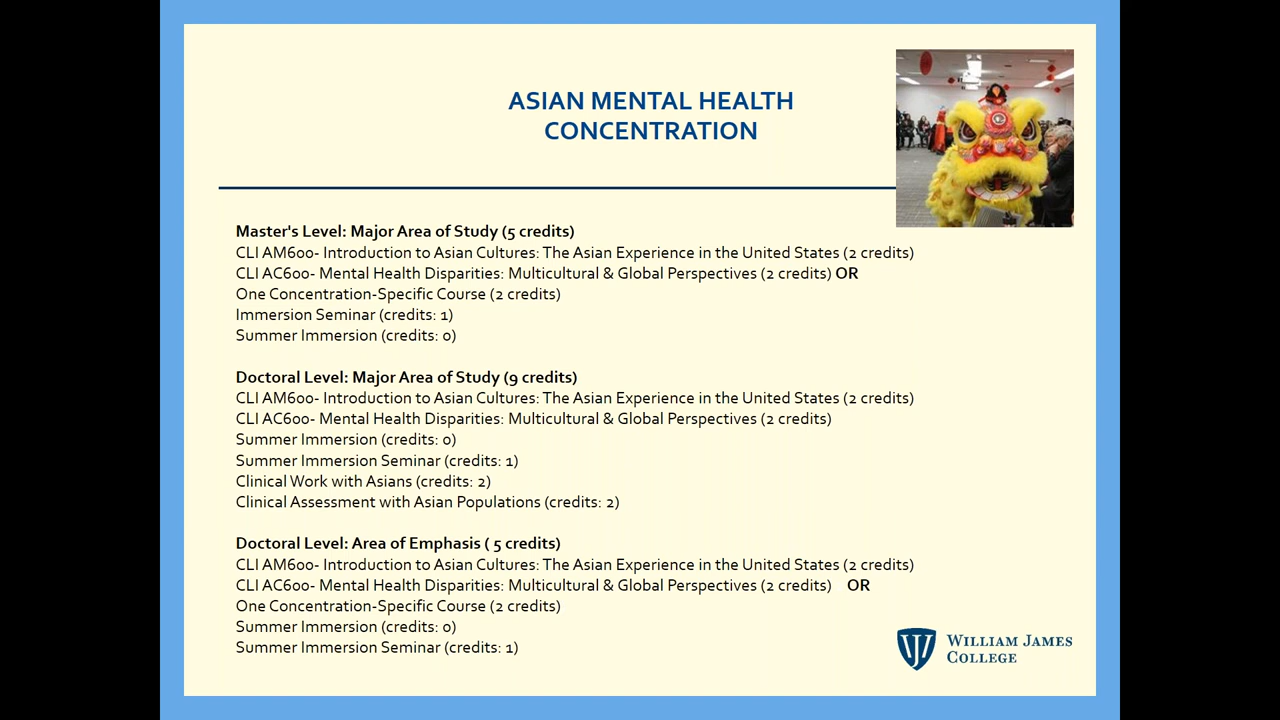 ASIAN MENTAL HEALTH
CONCENTRATION
Master's Level: Major Area of Study (5 credits)
CLI AM600- Introduction to Asian Cultures: The Asian Experience in the United States (2 credits)
CLI AC600- Mental Health Disparities: Multicultural & Global Perspectives (2 credits) OR
One Concentration-Specific Course (2 credits)
Immersion Seminar (credits: 1)
Summer Immersion (credits: 0)
Doctoral Level: Major Area of Study (9 credits)
CLI AM600- Introduction to Asian Cultures: The Asian Experience in the United States (2 credits)
CLI AC600- Mental Health Disparities: Multicultural & Global Perspectives (2 credits)
Summer Immersion (credits: 0)
Summer Immersion Seminar (credits: 1)
Clinical Work with Asians (credits: 2)
Clinical Assessment with Asian Populations (credits: 2)
Doctoral Level: Area of Emphasis ( 5 credits)
CLI AM600- Introduction to Asian Cultures: The Asian Experience in the United States (2 credits)
CLI AC600- Mental Health Disparities: Multicultural & Global Perspectives (2 credits) OR
One Concentration-Specific Course (2 credits)
Summer Immersion (credits: 0)
Summer Immersion Seminar (credits: 1)
WILLIAM JAMES
COLLEGE